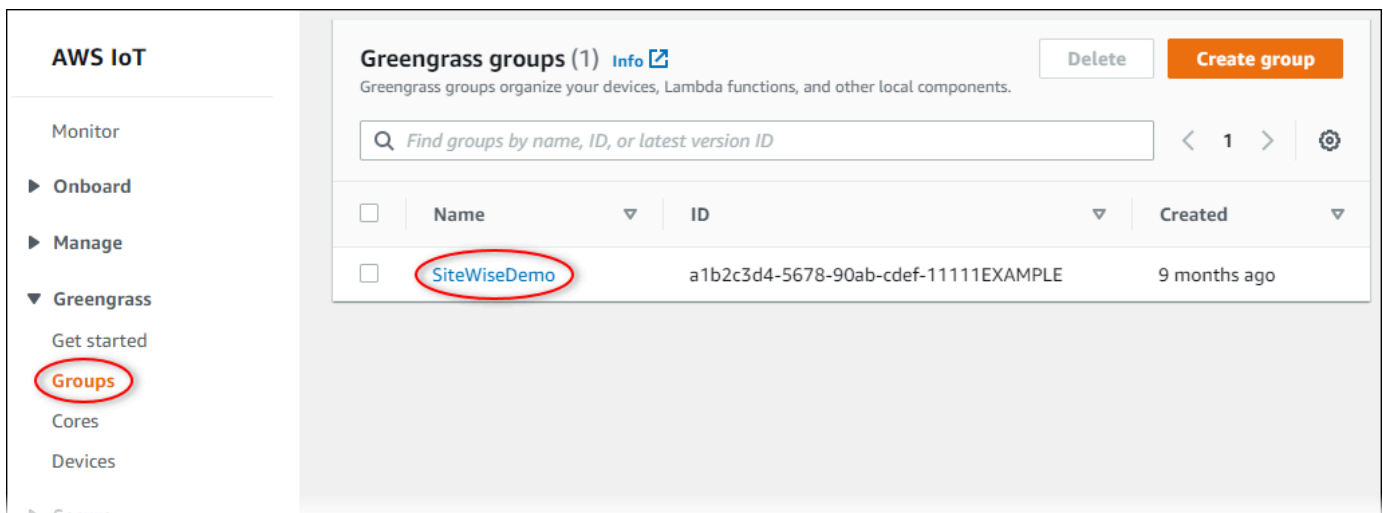 AWS IoT
Monitor
Onboard
Manage
Greengrass
Get started
Groups
Cores
Devices
Greengrass groups (1) Info
Delete
Create group
Greengrass groups organize your devices, Lambda functions, and other local components.
Find groups by name, ID, or latest version ID
1
Name ID Created
SiteWiseDemo a1b2c3d4-5678-90ab-cdef-11111EXAMPLE 9 months ago